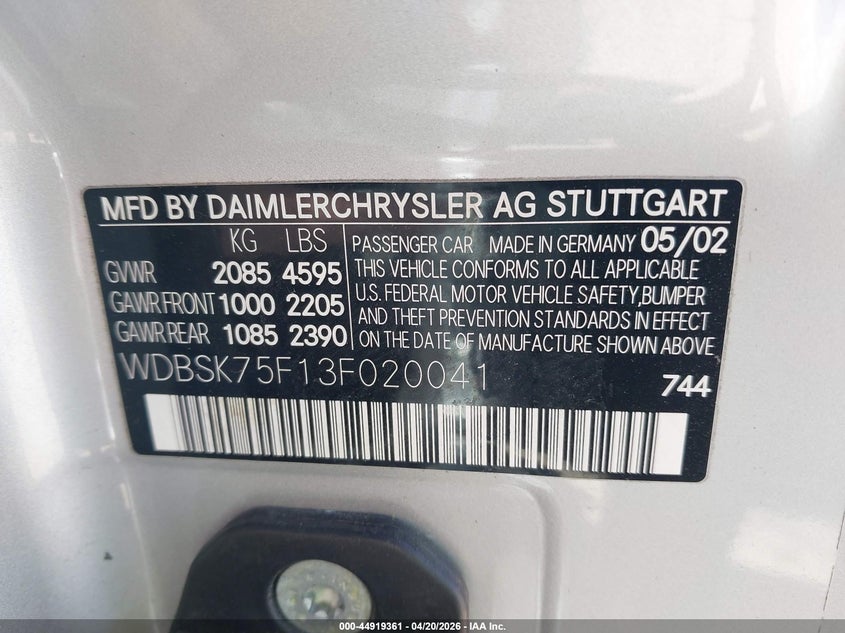 MFD BY DAIMLERCHRYSLER AG STUTTGART
KG LBS
GVWR 2085 4595
GAWR FRONT 1000 2205
GAWR REAR 1085 2390
PASSENGER CAR MADE IN GERMANY 05/02
THIS VEHICLE CONFORMS TO ALL APPLICABLE
U.S. FEDERAL MOTOR VEHICLE SAFETY,BUMPER
AND THEFT PREVENTION STANDARDS IN EFFECT
ON THE DATE OF MANUFACTURE SHOWN ABOVE.
WDBSK75F13F020041
744
000-44919361 | 04/20/2026 | IAA Inc.